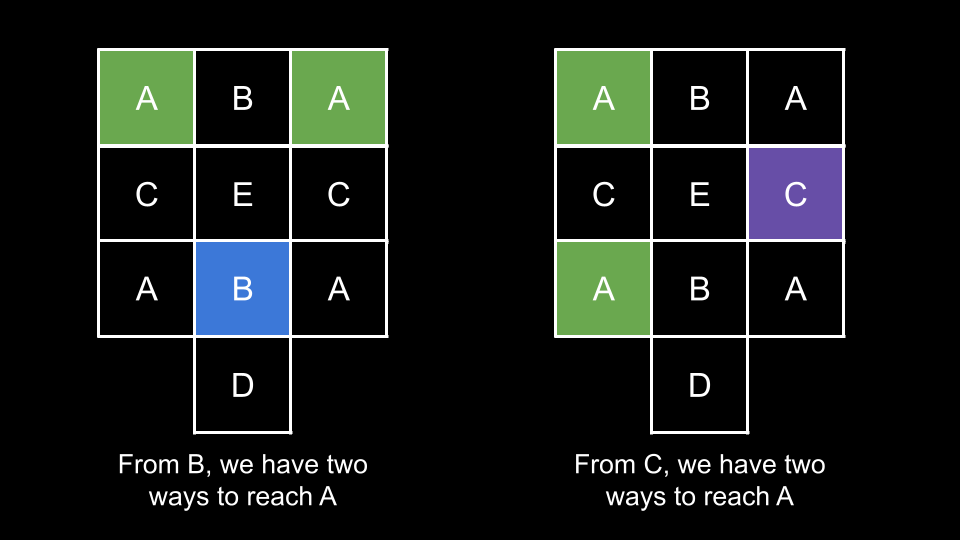 A B A
C E C
A B A
D
From B, we have two
ways to reach A
A B A
C E C
A B A
D
From C, we have two
ways to reach A